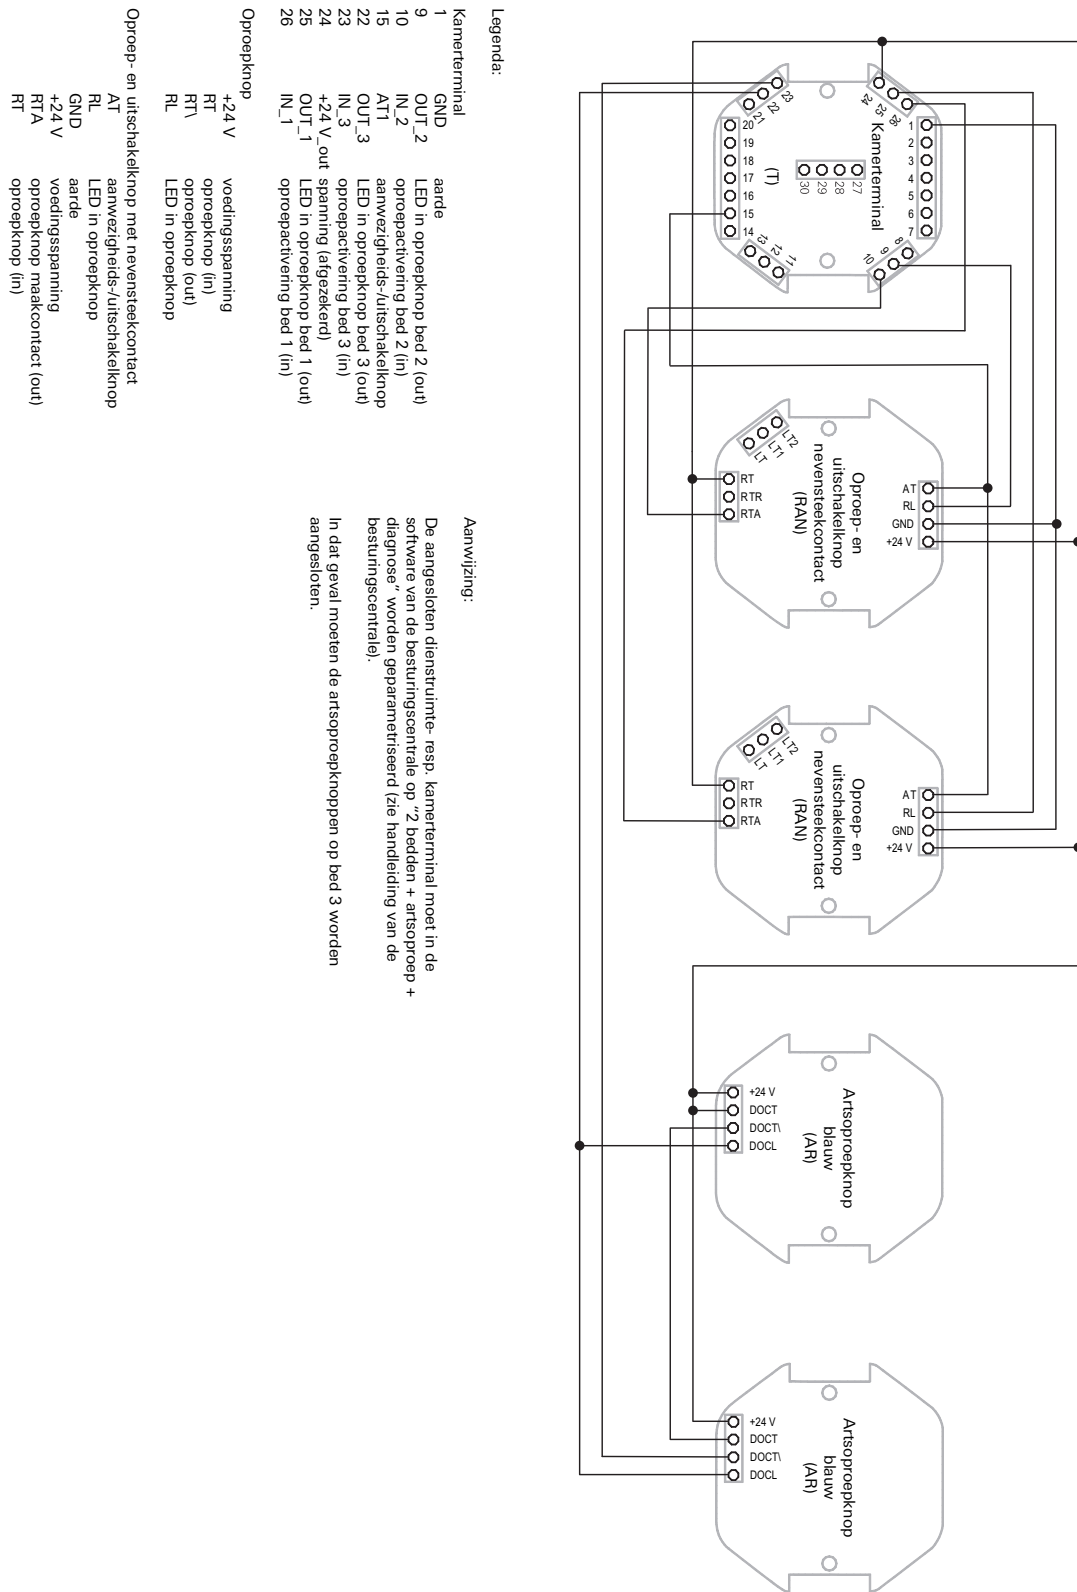 Kamerterminal
(T)
1
2
3
4
5
6
7
8
9
10
11
12
13
14
15
16
17
18
19
20
21
22
23
24
25
26
27
28
29
30
Oproep- en
uitschakelknop
nevensteekcontact
(RAN)
AT
RL
GND
+24 V
LT2
LT1
LT
RT
RTR
RTA
Oproep- en
uitschakelknop
nevensteekcontact
(RAN)
AT
RL
GND
+24 V
LT2
LT1
LT
RT
RTR
RTA
Artsoproepknop
blauw
(AR)
+24 V
DOCT
DOCT\
DOCL
Artsoproepknop
blauw
(AR)
+24 V
DOCT
DOCT\
DOCL
Legenda:
Kamerterminal
1 GND aarde
9 OUT_2 LED in oproepknop bed 2 (out)
10 IN_2 oproepactivering bed 2 (in)
15 AT1 aanwezigheids-/uitschakelknop
22 OUT_3 LED in oproepknop bed 3 (out)
23 IN_3 oproepactivering bed 3 (in)
24 +24 V_out spanning (afgezekerd)
25 OUT_1 LED in oproepknop bed 1 (out)
26 IN_1 oproepactivering bed 1 (in)
Oproepknop
+24 V voedingsspanning
RT oproepknop (in)
RT\ oproepknop (out)
RL LED in oproepknop
Oproep- en uitschakelknop met nevensteekcontact
AT aanwezigheids-/uitschakelknop
RL LED in oproepknop
GND aarde
+24 V voedingsspanning
RTA oproepknop maakcontact (out)
RT oproepknop (in)
Aanwijzing:
De aangesloten dienstruimte- resp. kamerterminal moet in de
software van de besturingscentrale op "2 bedden + artsoproep +
diagnose" worden geparametriseerd (zie handleiding van de
besturingscentrale).
In dat geval moeten de artsoproepknoppen op bed 3 worden
aangesloten.